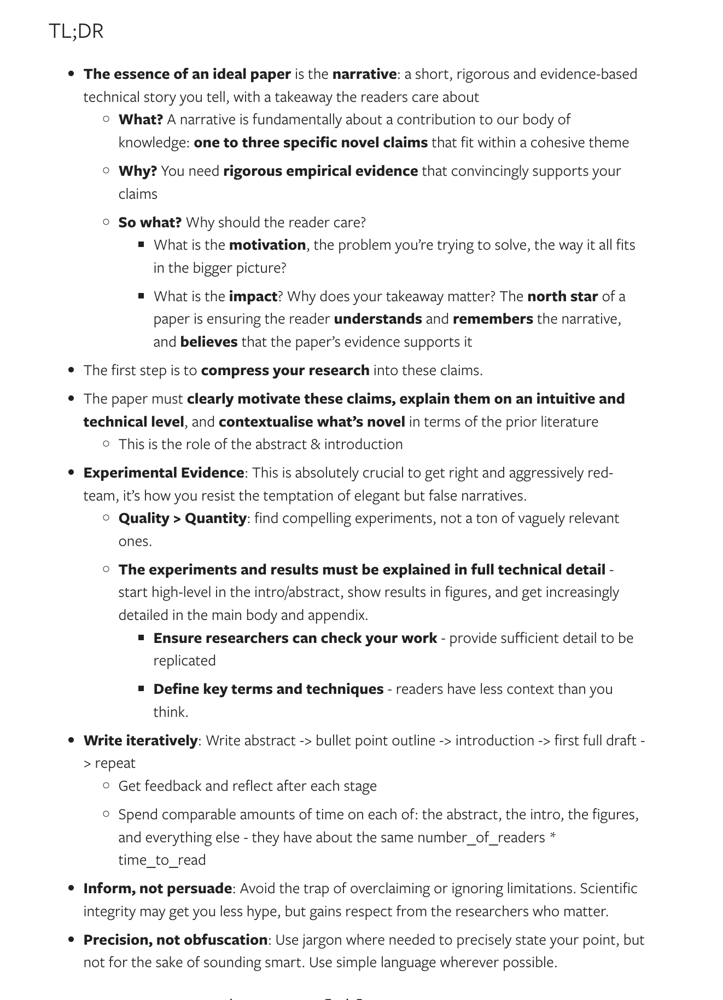 TL;DR
• The essence of an ideal paper is the narrative: a short, rigorous and evidence-based
technical story you tell, with a takeaway the readers care about
○ What? A narrative is fundamentally about a contribution to our body of
knowledge: one to three specific novel claims that fit within a cohesive theme
○ Why? You need rigorous empirical evidence that convincingly supports your
claims
○ So what? Why should the reader care?
■ What is the motivation, the problem you’re trying to solve, the way it all fits
in the bigger picture?
■ What is the impact? Why does your takeaway matter? The north star of a
paper is ensuring the reader understands and remembers the narrative,
and believes that the paper’s evidence supports it
• The first step is to compress your research into these claims.
• The paper must clearly motivate these claims, explain them on an intuitive and
technical level, and contextualise what’s novel in terms of the prior literature
○ This is the role of the abstract & introduction
• Experimental Evidence: This is absolutely crucial to get right and aggressively red-
team, it’s how you resist the temptation of elegant but false narratives.
○ Quality > Quantity: find compelling experiments, not a ton of vaguely relevant
ones.
○ The experiments and results must be explained in full technical detail -
start high-level in the intro/abstract, show results in figures, and get increasingly
detailed in the main body and appendix.
■ Ensure researchers can check your work - provide sufficient detail to be
replicated
■ Define key terms and techniques - readers have less context than you
think.
• Write iteratively: Write abstract -> bullet point outline -> introduction -> first full draft -
> repeat
○ Get feedback and reflect after each stage
○ Spend comparable amounts of time on each of: the abstract, the intro, the figures,
and everything else - they have about the same number_of_readers *
time_to_read
• Inform, not persuade: Avoid the trap of overclaiming or ignoring limitations. Scientific
integrity may get you less hype, but gains respect from the researchers who matter.
• Precision, not obfuscation: Use jargon where needed to precisely state your point, but
not for the sake of sounding smart. Use simple language wherever possible.